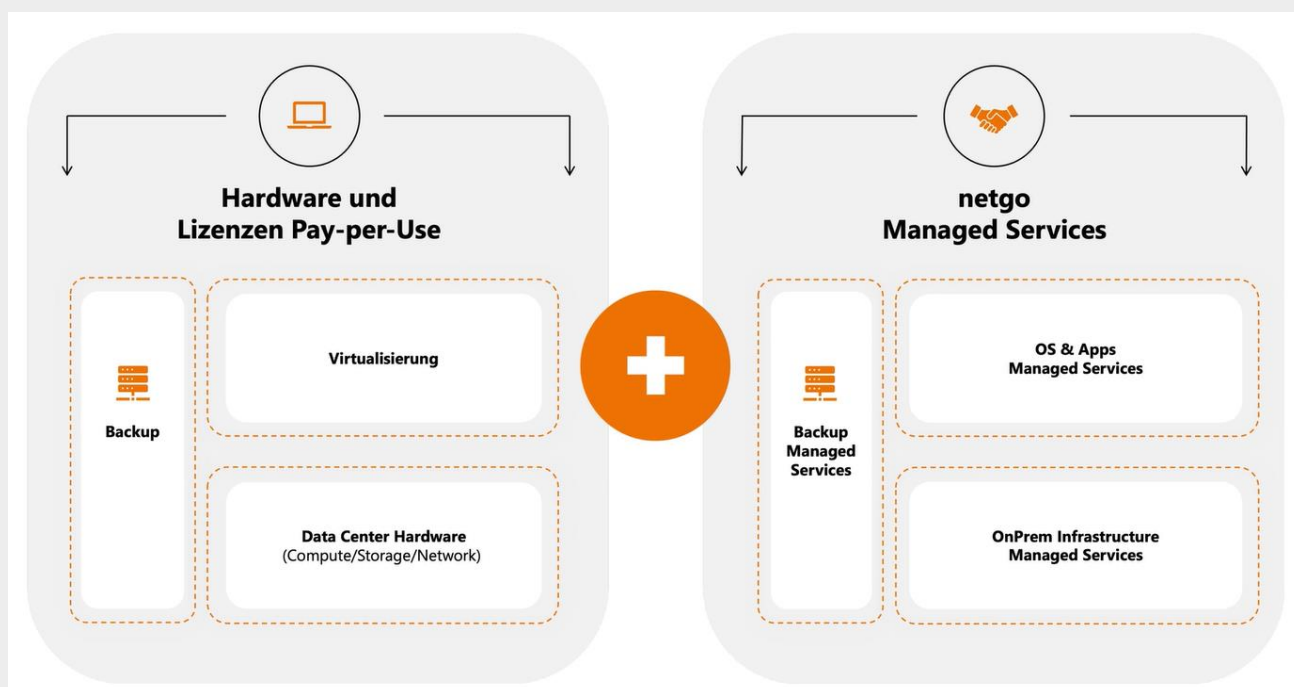 Hardware und
Lizenzen Pay-per-Use
Backup
Virtualisierung
Data Center Hardware
(Compute/Storage/Network)
netgo
Managed Services
Backup
Managed
Services
OS & Apps
Managed Services
OnPrem Infrastructure
Managed Services